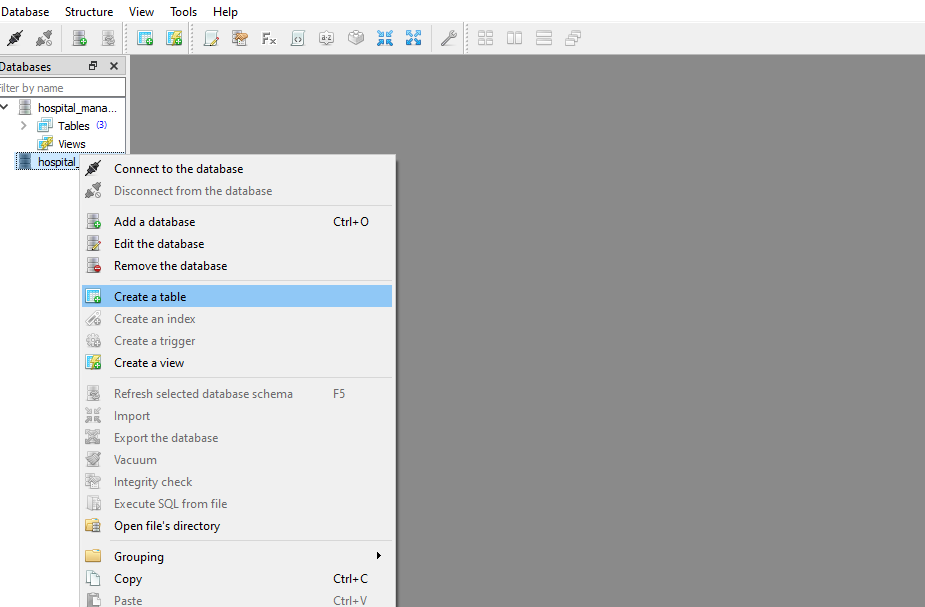 Database Structure View Tools Help
Databases
filter by name
hospital_mana...
Tables (3)
Views
hospital_
Connect to the database
Disconnect from the database
Add a database Ctrl+O
Edit the database
Remove the database
Create a table
Create an index
Create a trigger
Create a view
Refresh selected database schema F5
Import
Export the database
Vacuum
Integrity check
Execute SQL from file
Open file's directory
Grouping
Copy Ctrl+C
Paste Ctrl+V